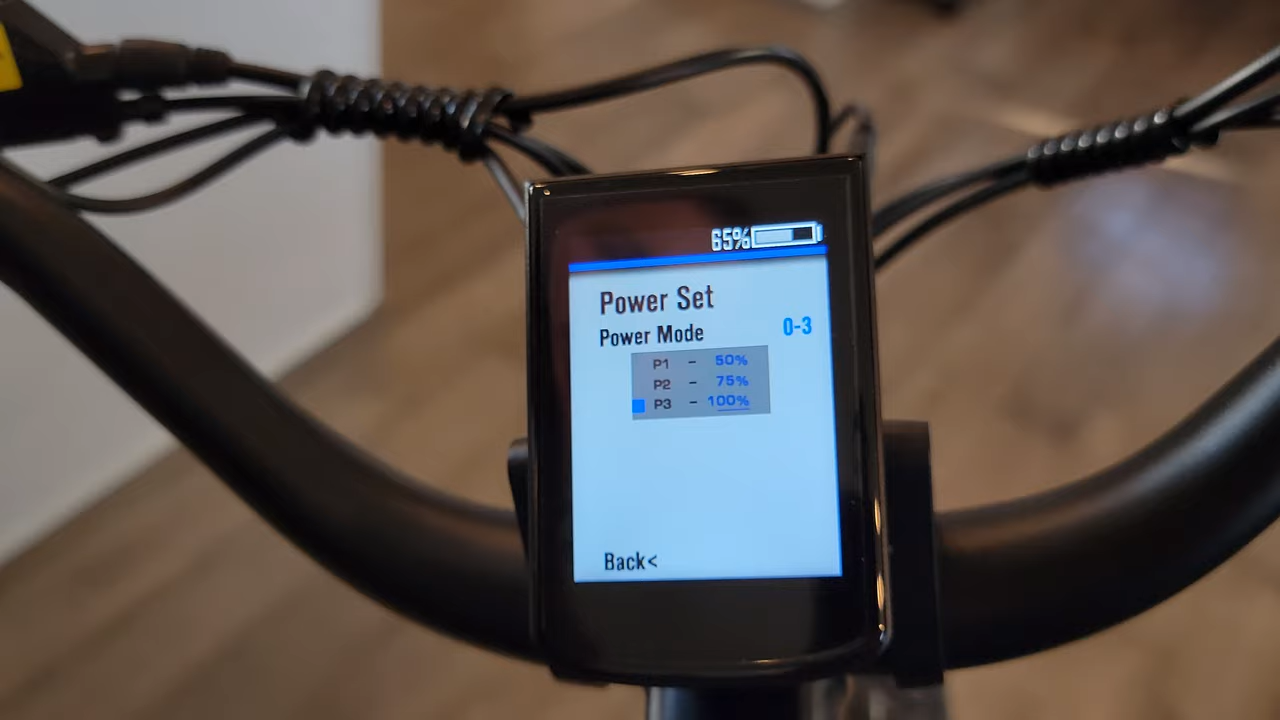 65%
Power Set
Power Mode 0-3
P1 - 50%
P2 - 75%
P3 - 100%
Back<